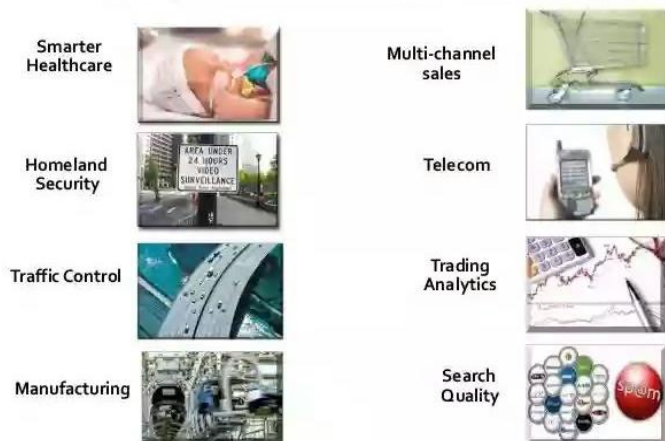 Smarter
Healthcare
Multi-channel
sales
AREA UNDER
24 HOURS
VIDEO
SURVEILLANCE
Homeland
Security
Telecom
Traffic Control
Trading
Analytics
Manufacturing
Search
Quality
sp@m